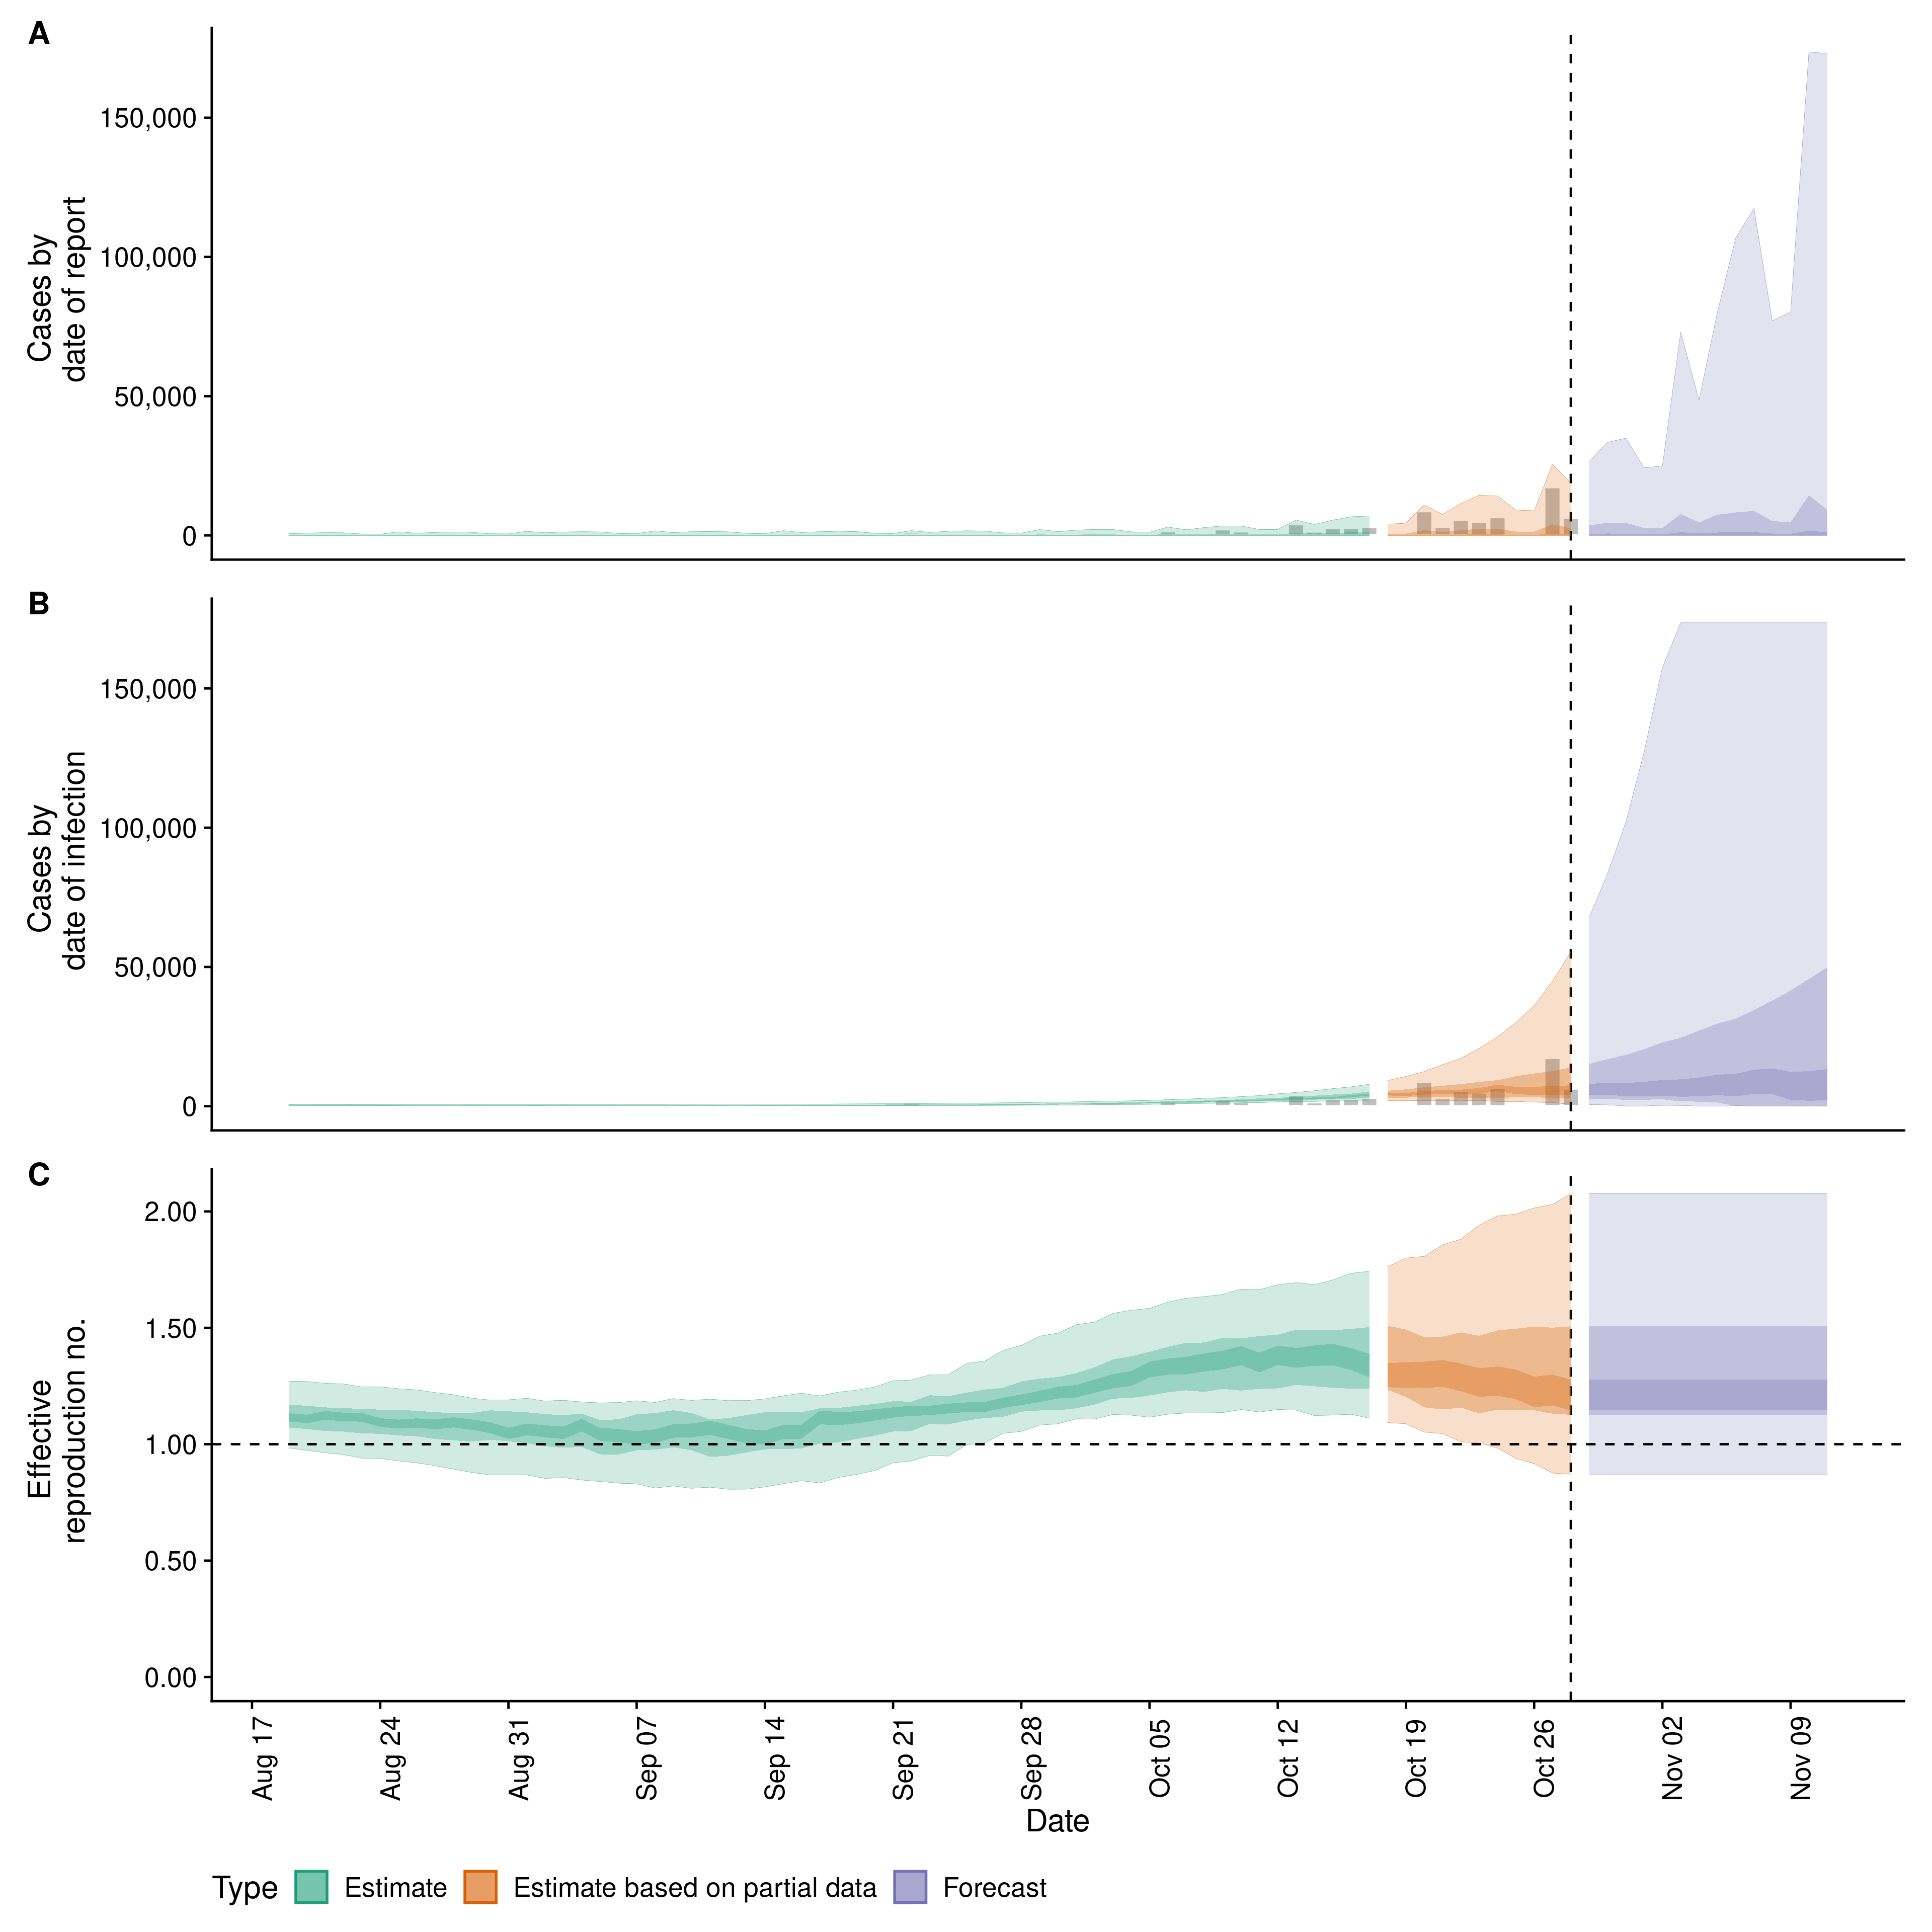 A
Cases by
date of report
150,000
100,000
50,000
0
B
Cases by
date of infection
150,000
100,000
50,000
0
C
Effective
reproduction no.
2.00
1.50
1.00
0.50
0.00
Aug 17
Aug 24
Aug 31
Sep 07
Sep 14
Sep 21
Sep 28
Oct 05
Oct 12
Oct 19
Oct 26
Nov 02
Nov 09
Date
Type
Estimate
Estimate based on partial data
Forecast